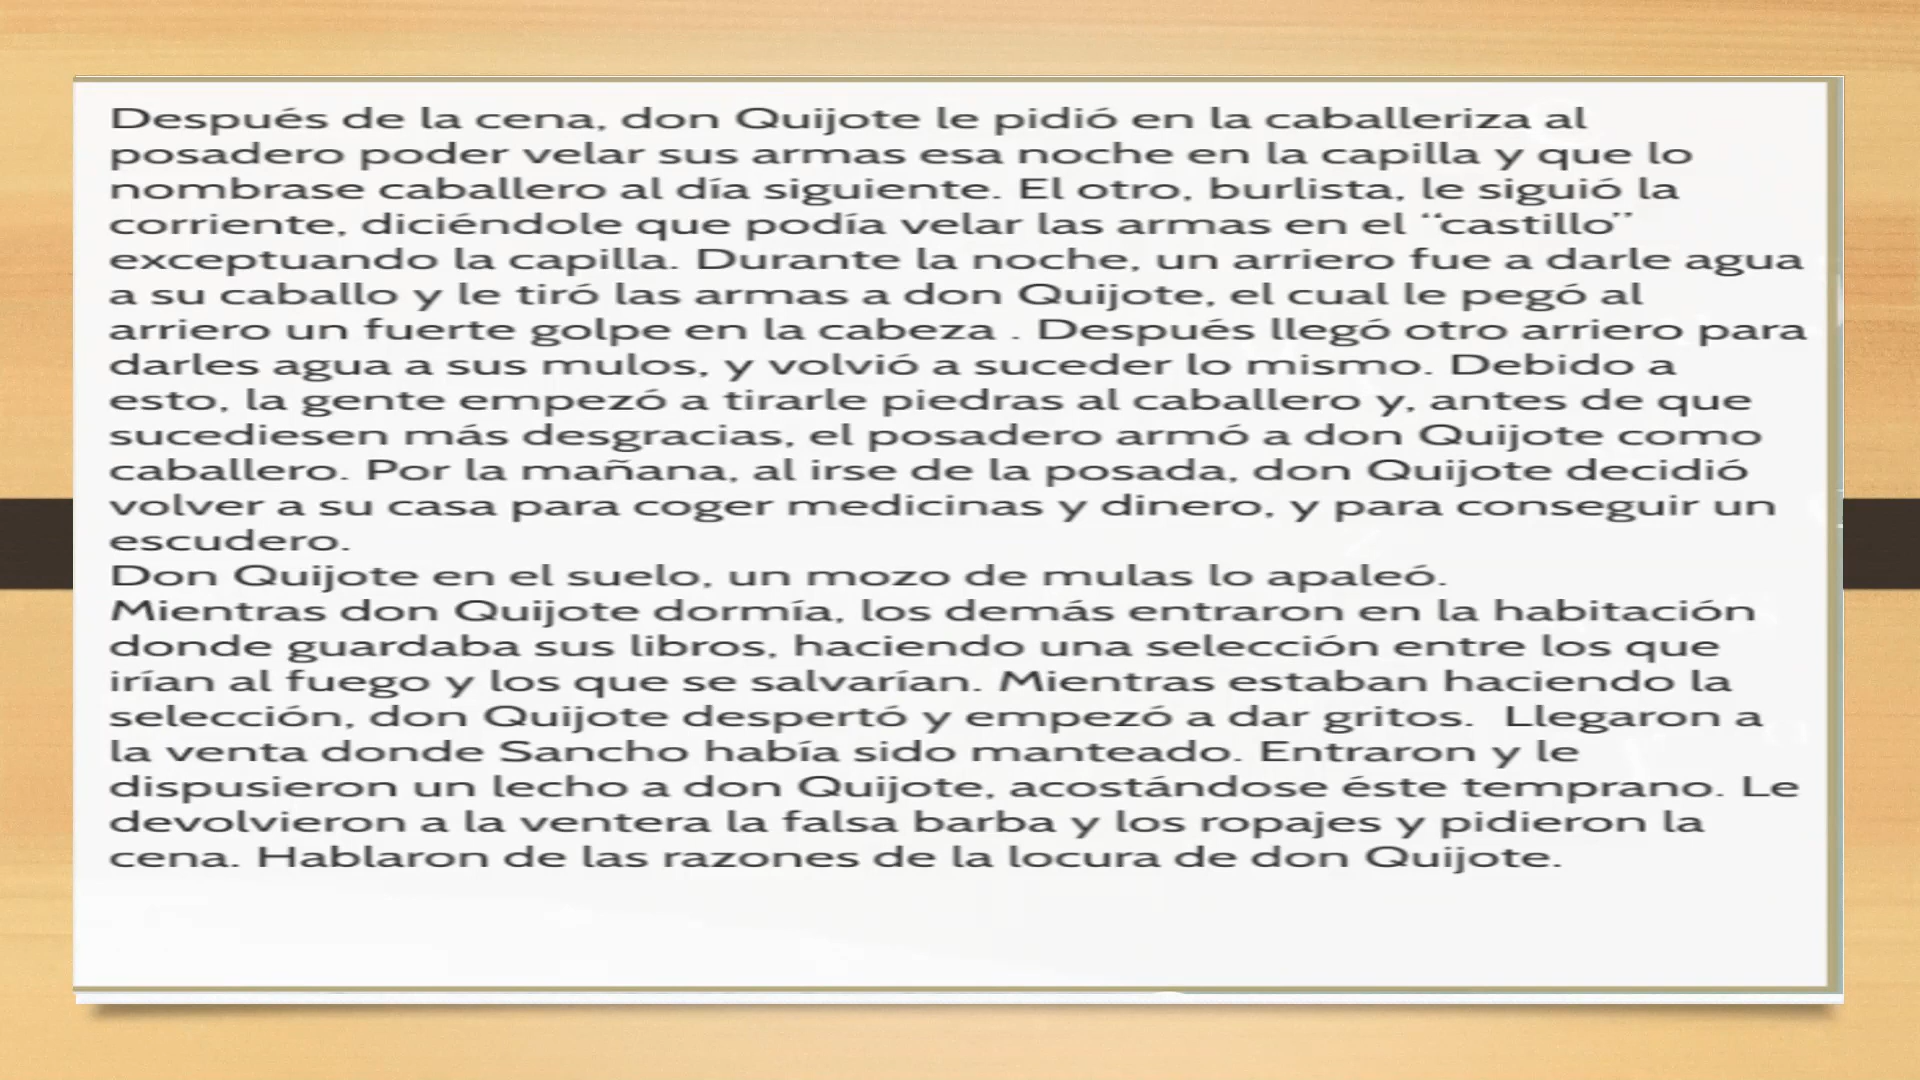 Después de la cena, don Quijote le pidió en la caballeriza al
posadero poder velar sus armas esa noche en la capilla y que lo
nombrase caballero al día siguiente. El otro, burlista, le siguió la
corriente, diciéndole que podía velar las armas en el “castillo”
exceptuando la capilla. Durante la noche, un arriero fue a darle agua
a su caballo y le tiró las armas a don Quijote, el cual le pegó al
arriero un fuerte golpe en la cabeza . Después llegó otro arriero para
darles agua a sus mulos, y volvió a suceder lo mismo. Debido a
esto, la gente empezó a tirarle piedras al caballero y, antes de que
sucediesen más desgracias, el posadero armó a don Quijote como
caballero. Por la mañana, al irse de la posada, don Quijote decidió
volver a su casa para coger medicinas y dinero, y para conseguir un
escudero.
Don Quijote en el suelo, un mozo de mulas lo apaleó.
Mientras don Quijote dormía, los demás entraron en la habitación
donde guardaba sus libros, haciendo una selección entre los que
irían al fuego y los que se salvarían. Mientras estaban haciendo la
selección, don Quijote despertó y empezó a dar gritos.  Llegaron a
la venta donde Sancho había sido manteado. Entraron y le
dispusieron un lecho a don Quijote, acostándose éste temprano. Le
devolvieron a la ventera la falsa barba y los ropajes y pidieron la
cena. Hablaron de las razones de la locura de don Quijote.